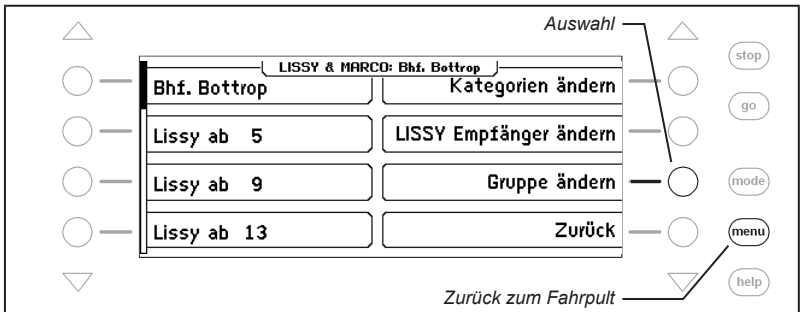 Auswahl
LISSY & MARCO: Bhf. Bottrop
Bhf. Bottrop
Kategorien ändern
Lissy ab 5
LISSY Empfänger ändern
Lissy ab 9
Gruppe ändern
Lissy ab 13
Zurück
stop
go
mode
menu
help
Zurück zum Fahrpult